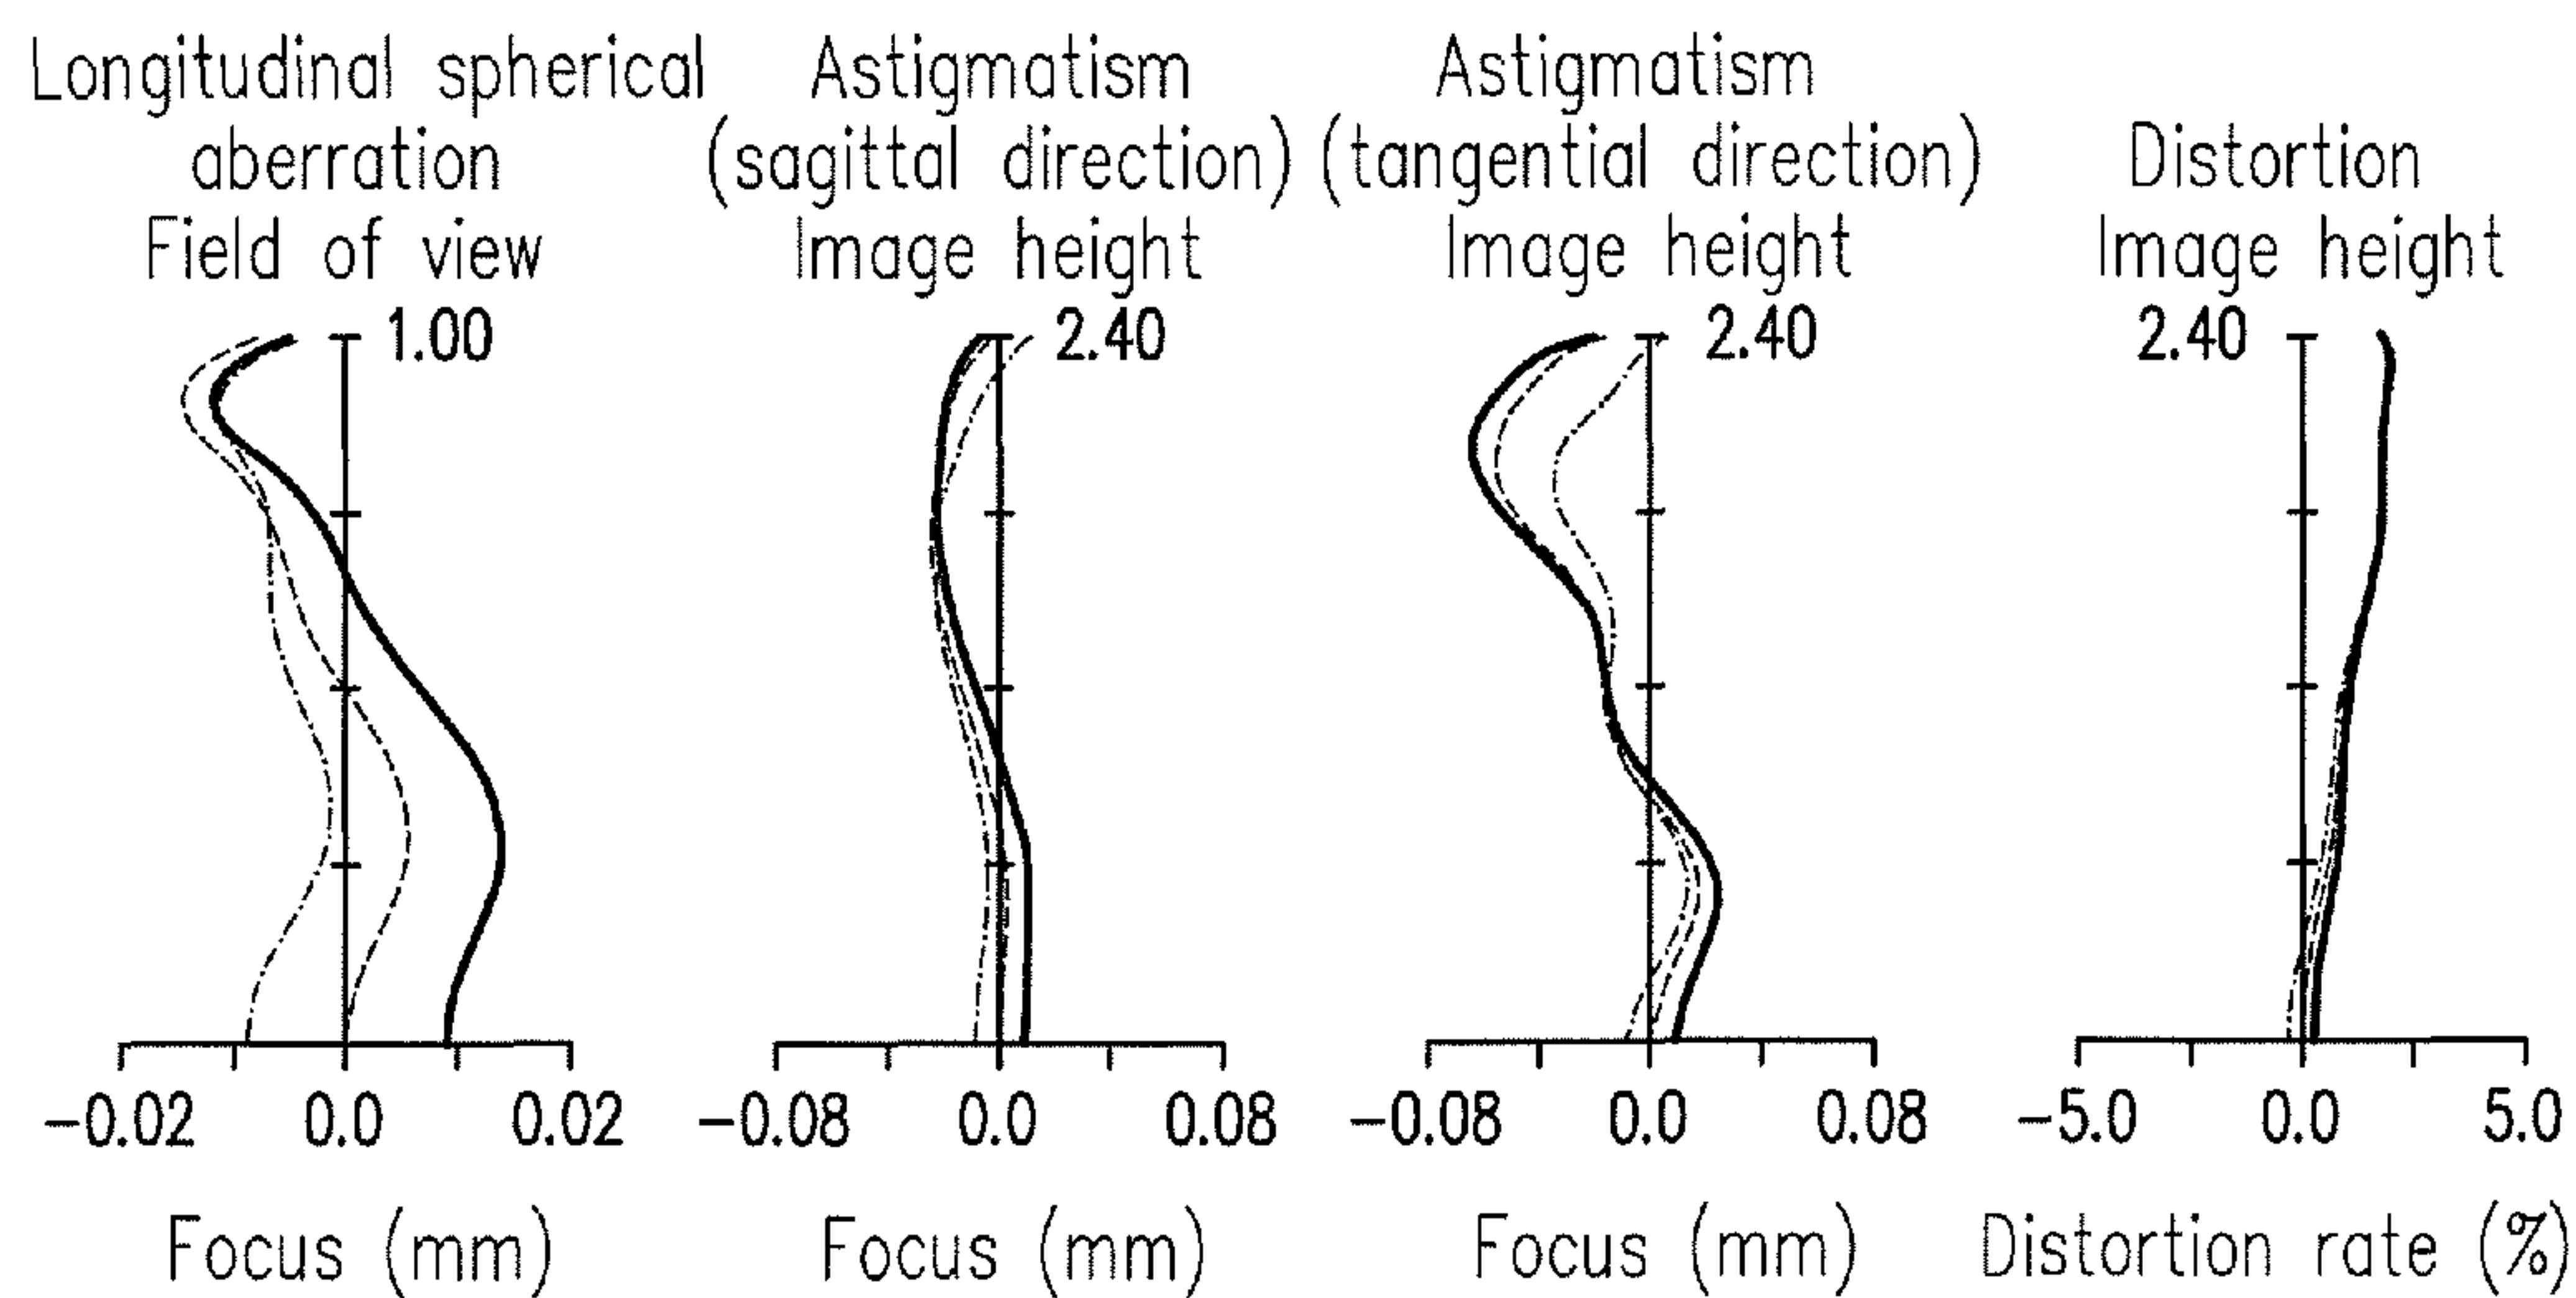 Longitudinal spherical
aberration
Field of view
1.00
-0.02 0.0 0.02
Focus (mm)
Astigmatism
(sagittal direction)
Image height
2.40
-0.08 0.0 0.08
Focus (mm)
Astigmatism
(tangential direction)
Image height
2.40
-0.08 0.0 0.08
Focus (mm)
Distortion
Image height
2.40
-5.0 0.0 5.0
Distortion rate (%)